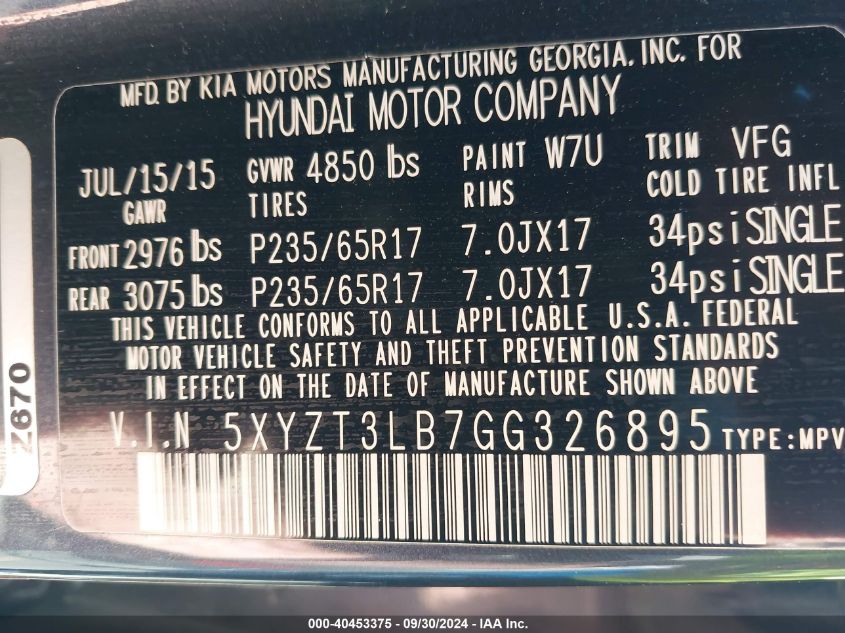 MFD. BY KIA MOTORS MANUFACTURING GEORGIA. INC. FOR
HYUNDAI MOTOR COMPANY
JUL/15/15 GVWR 4850 lbs PAINT W7U TRIM VFG
GAWR TIRES RIMS COLD TIRE INFL
FRONT 2976 lbs P235/65R17 7.0JX17 34psi SINGLE
REAR 3075 lbs P235/65R17 7.0JX17 34psi SINGLE
THIS VEHICLE CONFORMS TO ALL APPLICABLE U.S.A. FEDERAL
MOTOR VEHICLE SAFETY AND THEFT PREVENTION STANDARDS
IN EFFECT ON THE DATE OF MANUFACTURE SHOWN ABOVE
V.I.N 5XYZT3LB7GG326895 TYPE:MPV
2670
000-40453375 - 09/30/2024 - IAA Inc.